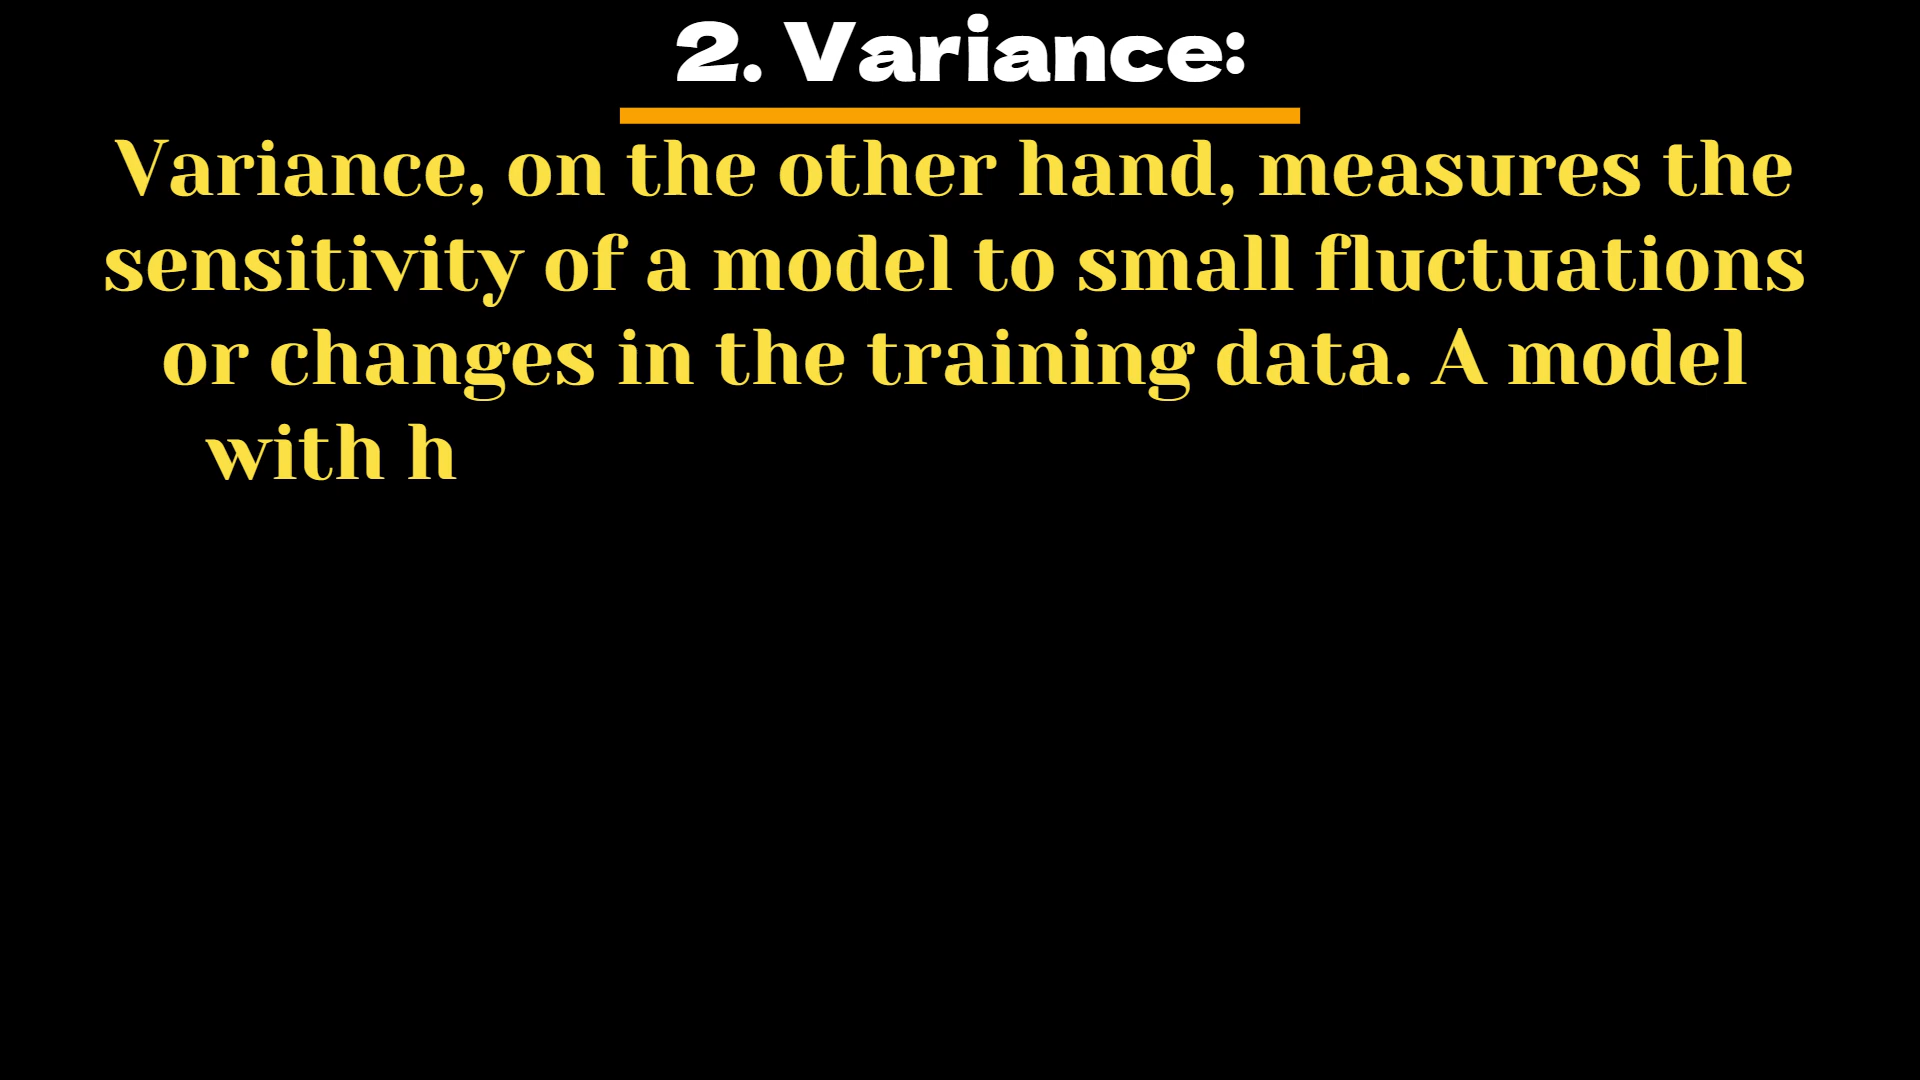 2. Variance:
Variance, on the other hand, measures the
sensitivity of a model to small fluctuations
or changes in the training data. A model
with h